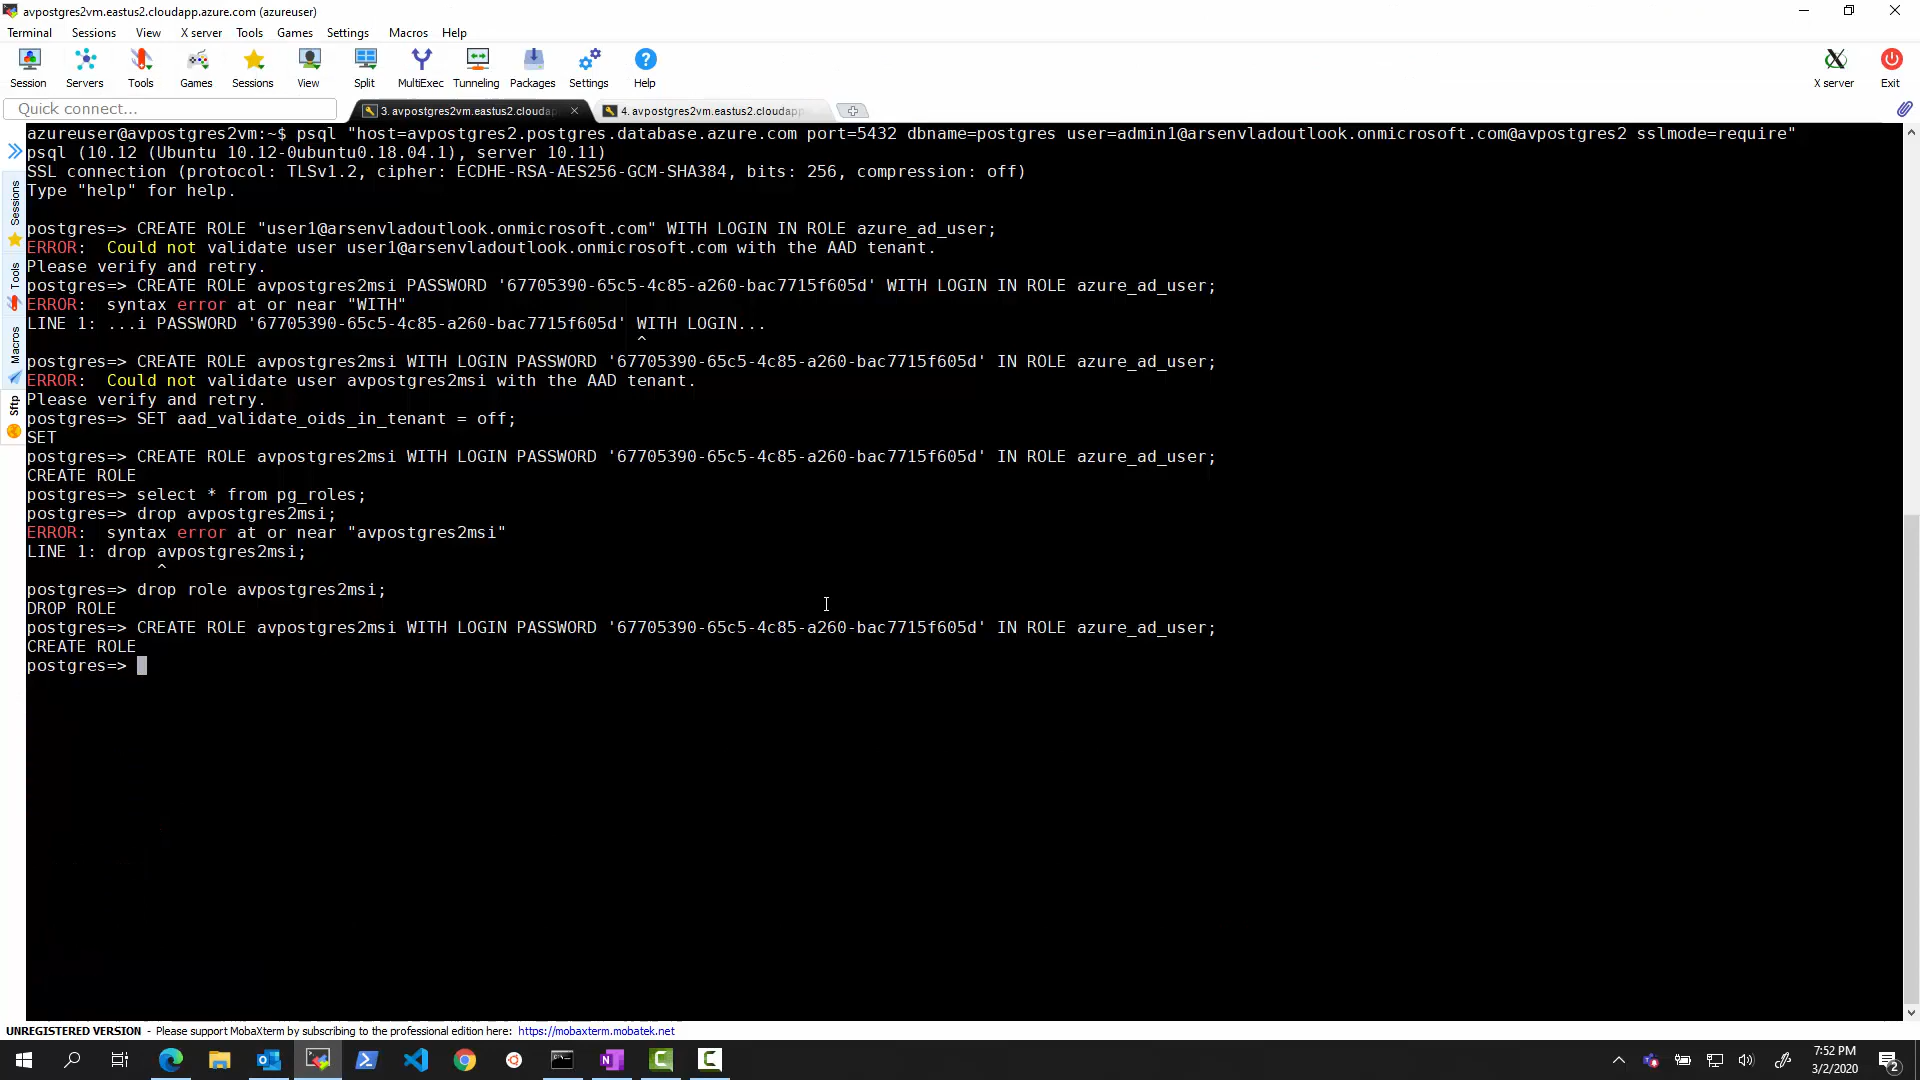 avpostgres2vm.eastus2.cloudapp.azure.com (azureuser)
Terminal Sessions View X server Tools Games Settings Macros Help
Session Servers Tools Games Sessions View Split MultiExec Tunneling Packages Settings Help X server Exit
Quick connect... 3. avpostgres2vm.eastus2.cloudap 4. avpostgres2vm.eastus2.cloudapp
azureuser@avpostgres2vm:~$ psql "host=avpostgres2.postgres.database.azure.com port=5432 dbname=postgres user=admin1@arsenvladoutlook.onmicrosoft.com@avpostgres2 sslmode=require"
psql (10.12 (Ubuntu 10.12-0ubuntu0.18.04.1), server 10.11)
SSL connection (protocol: TLSv1.2, cipher: ECDHE-RSA-AES256-GCM-SHA384, bits: 256, compression: off)
Type "help" for help.
postgres=> CREATE ROLE "user1@arsenvladoutlook.onmicrosoft.com" WITH LOGIN IN ROLE azure_ad_user;
ERROR:  Could not validate user user1@arsenvladoutlook.onmicrosoft.com with the AAD tenant.
Please verify and retry.
postgres=> CREATE ROLE avpostgres2msi PASSWORD '67705390-65c5-4c85-a260-bac7715f605d' WITH LOGIN IN ROLE azure_ad_user;
ERROR:  syntax error at or near "WITH"
LINE 1: ...i PASSWORD '67705390-65c5-4c85-a260-bac7715f605d' WITH LOGIN...
^
postgres=> CREATE ROLE avpostgres2msi WITH LOGIN PASSWORD '67705390-65c5-4c85-a260-bac7715f605d' IN ROLE azure_ad_user;
ERROR:  Could not validate user avpostgres2msi with the AAD tenant.
Please verify and retry.
postgres=> SET aad_validate_oids_in_tenant = off;
SET
postgres=> CREATE ROLE avpostgres2msi WITH LOGIN PASSWORD '67705390-65c5-4c85-a260-bac7715f605d' IN ROLE azure_ad_user;
CREATE ROLE
postgres=> select * from pg_roles;
postgres=> drop avpostgres2msi;
ERROR:  syntax error at or near "avpostgres2msi"
LINE 1: drop avpostgres2msi;
^
postgres=> drop role avpostgres2msi;
DROP ROLE
postgres=> CREATE ROLE avpostgres2msi WITH LOGIN PASSWORD '67705390-65c5-4c85-a260-bac7715f605d' IN ROLE azure_ad_user;
CREATE ROLE
postgres=>
Sessions
Tools
Macros
Sftp
UNREGISTERED VERSION - Please support MobaXterm by subscribing to the professional edition here: https://mobaxterm.mobatek.net
7:52 PM
3/2/2020
2